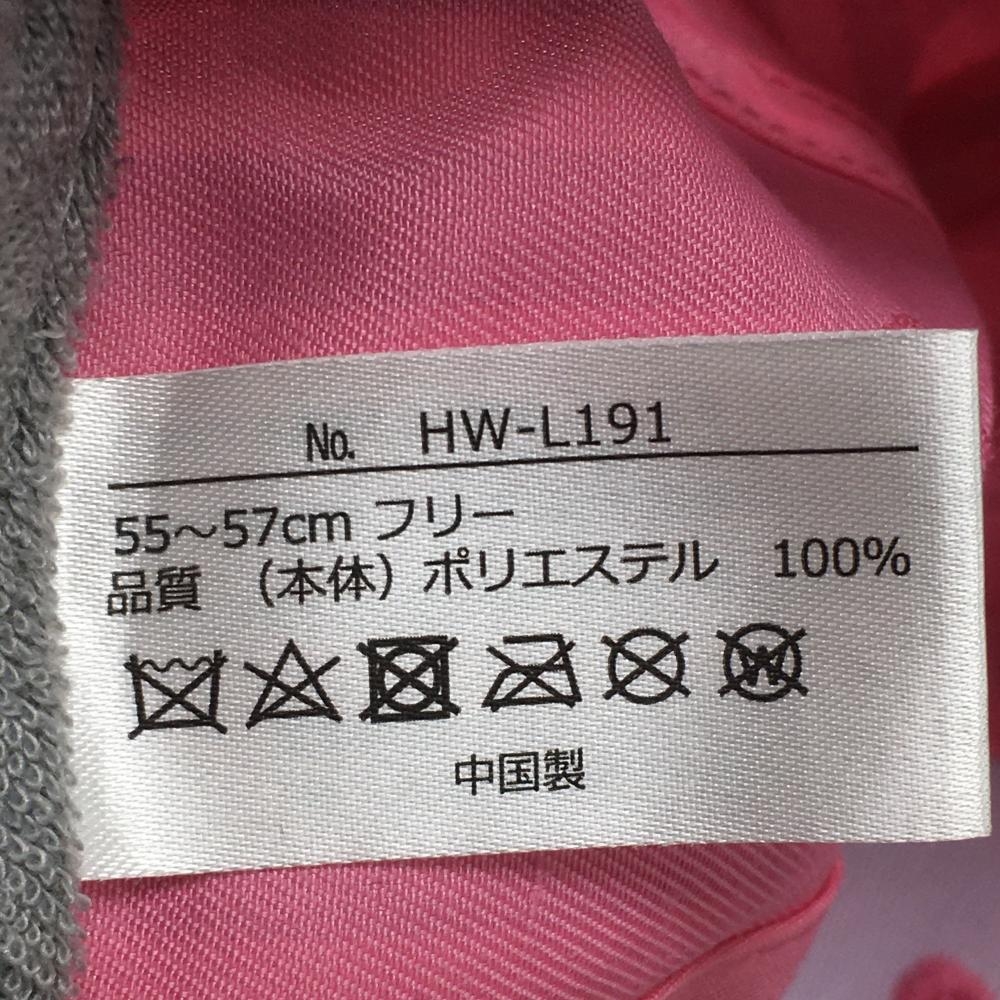 No. HW-L191
55～57cm フリー
品質 （本体）ポリエステル 100%
W
中国製